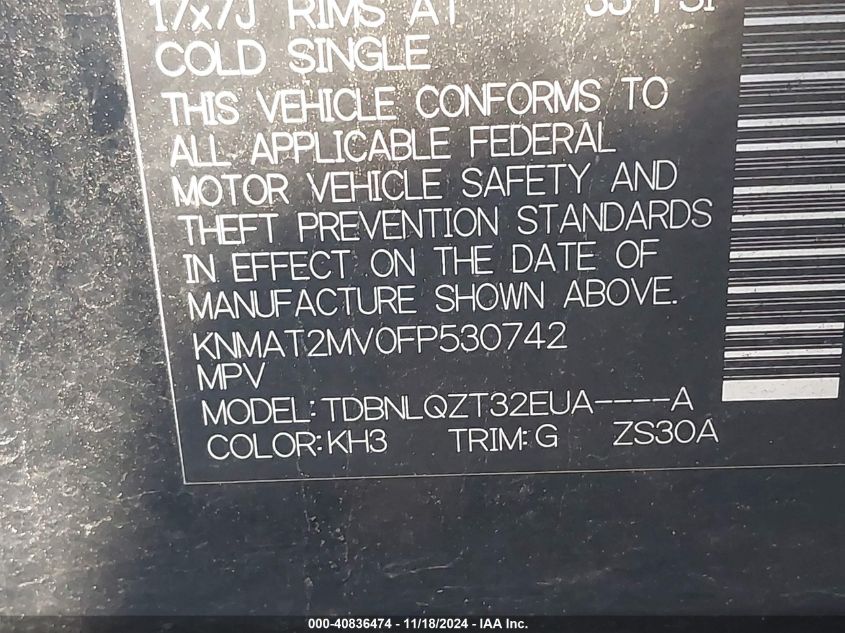 17x7J RIMS AT 33 PSI
COLD SINGLE
THIS VEHICLE CONFORMS TO
ALL APPLICABLE FEDERAL
MOTOR VEHICLE SAFETY AND
THEFT PREVENTION STANDARDS
IN EFFECT ON THE DATE OF
MANUFACTURE SHOWN ABOVE.
KNMAT2MV0FP530742
MPV
MODEL:TDBNLQZT32EUA----A
COLOR:KH3 TRIM:G ZS30A
000-40836474 - 11/18/2024 - IAA Inc.